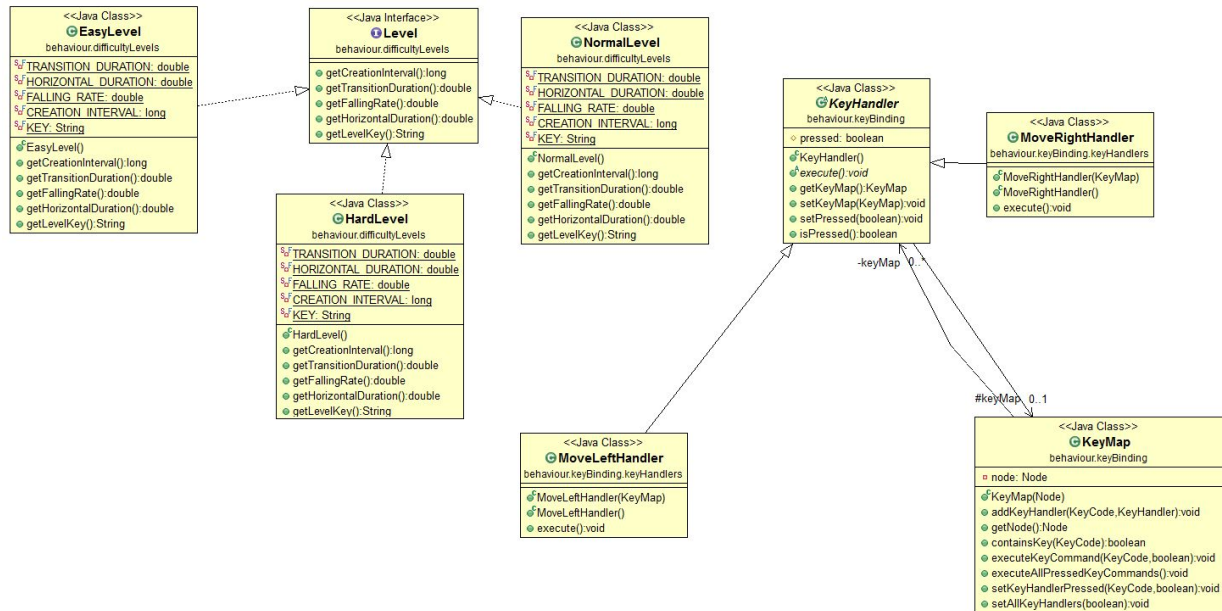 <<Java Class>>
EasyLevel
behaviour.difficultyLevels
TRANSITION_DURATION: double
HORIZONTAL_DURATION: double
FALLING_RATE: double
CREATION_INTERVAL: long
KEY: String
EasyLevel()
getCreationInterval():long
getTransitionDuration():double
getFallingRate():double
getHorizontalDuration():double
getLevelKey():String
<<Java Interface>>
Level
behaviour.difficultyLevels
getCreationInterval():long
getTransitionDuration():double
getFallingRate():double
getHorizontalDuration():double
getLevelKey():String
<<Java Class>>
NormalLevel
behaviour.difficultyLevels
TRANSITION_DURATION: double
HORIZONTAL_DURATION: double
FALLING_RATE: double
CREATION_INTERVAL: long
KEY: String
NormalLevel()
getCreationInterval():long
getTransitionDuration():double
getFallingRate():double
getHorizontalDuration():double
getLevelKey():String
<<Java Class>>
HardLevel
behaviour.difficultyLevels
TRANSITION_DURATION: double
HORIZONTAL_DURATION: double
FALLING_RATE: double
CREATION_INTERVAL: long
KEY: String
HardLevel()
getCreationInterval():long
getTransitionDuration():double
getFallingRate():double
getHorizontalDuration():double
getLevelKey():String
<<Java Class>>
KeyHandler
behaviour.keyBinding
pressed: boolean
KeyHandler()
execute():void
getKeyMap():KeyMap
setKeyMap(KeyMap):void
setPressed(boolean):void
isPressed():boolean
<<Java Class>>
MoveRightHandler
behaviour.keyBinding.keyHandlers
MoveRightHandler(KeyMap)
MoveRightHandler()
execute():void
-keyMap 0..*
#keyMap 0..1
<<Java Class>>
MoveLeftHandler
behaviour.keyBinding.keyHandlers
MoveLeftHandler(KeyMap)
MoveLeftHandler()
execute():void
<<Java Class>>
KeyMap
behaviour.keyBinding
node: Node
KeyMap(Node)
addKeyHandler(KeyCode,KeyHandler):void
getNode():Node
containsKey(KeyCode):boolean
executeKeyCommand(KeyCode,boolean):void
executeAllPressedKeyCommands():void
setKeyHandlerPressed(KeyCode,boolean):void
setAllKeyHandlers(boolean):void